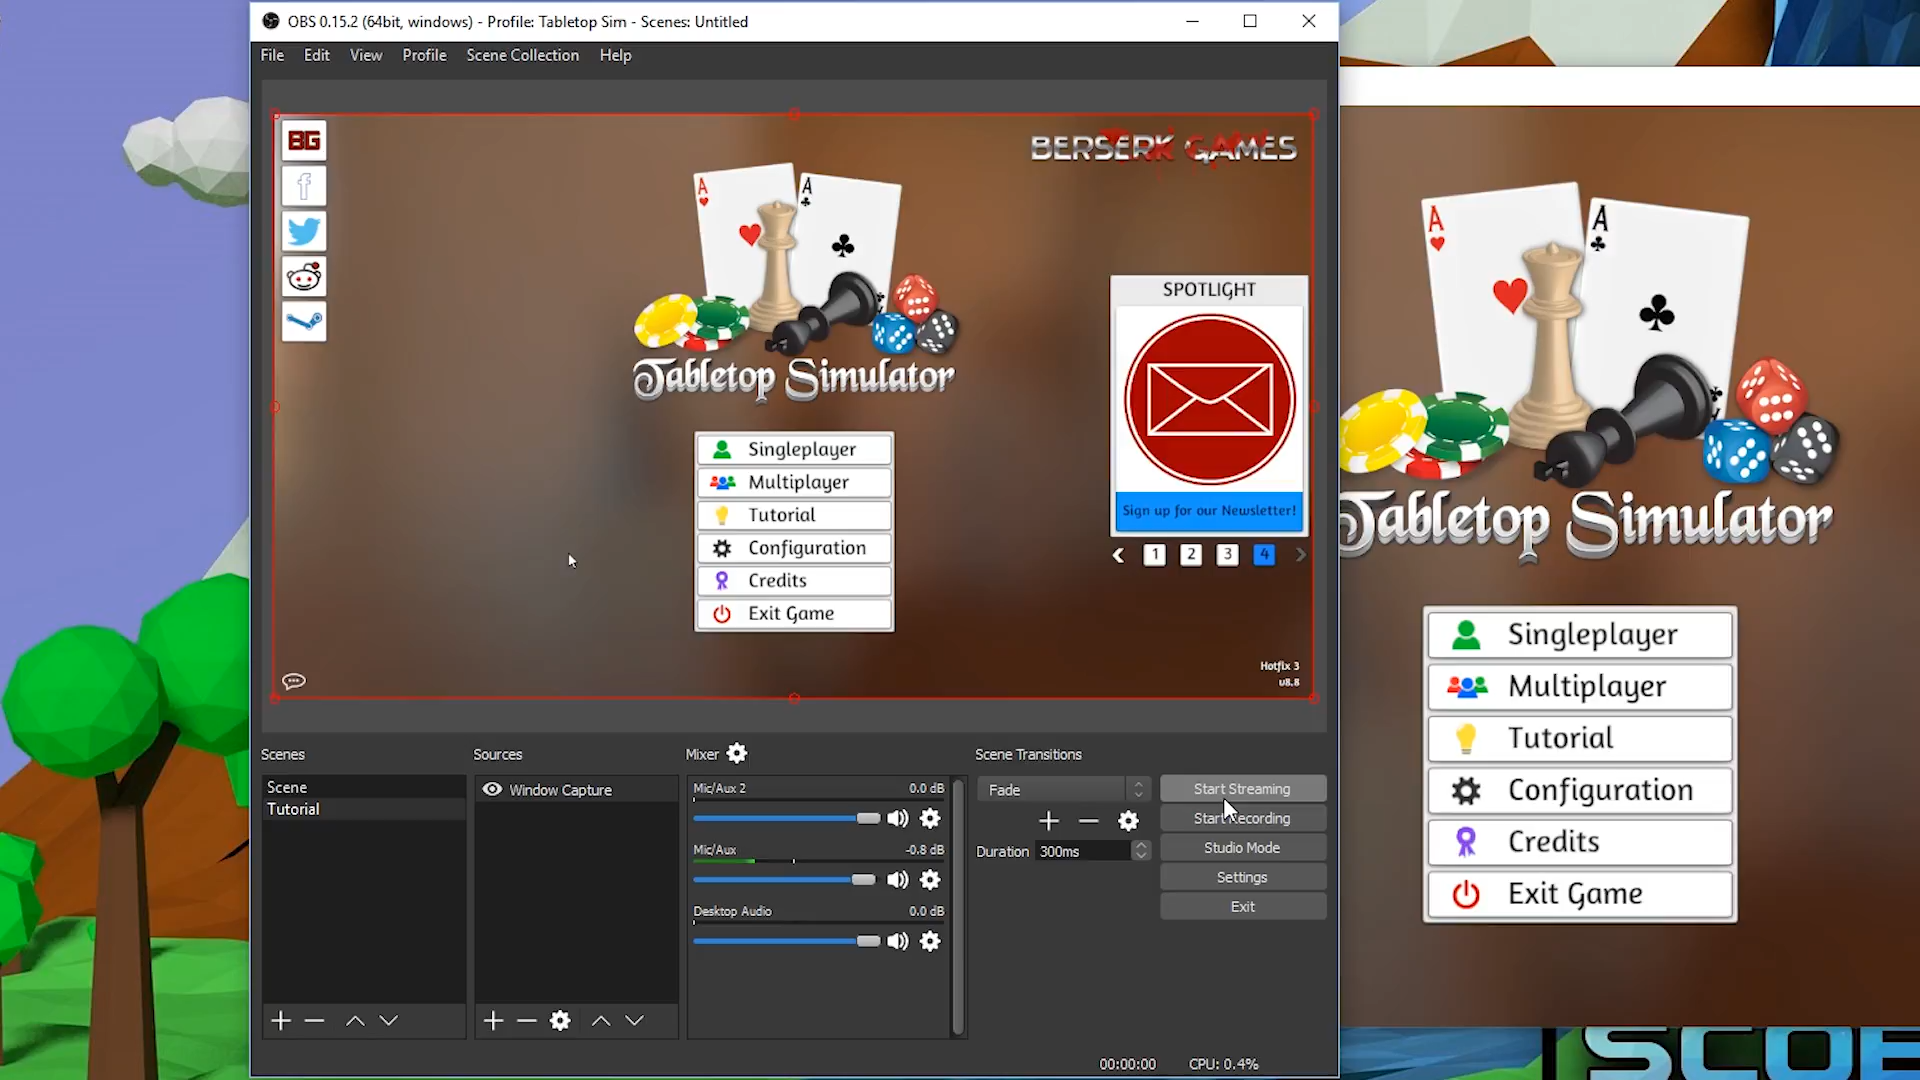 OBS 0.15.2 (64bit, windows) - Profile: Tabletop Sim - Scenes: Untitled
File Edit View Profile Scene Collection Help
BG
BERSERK GAMES
A
A
Tabletop Simulator
SPOTLIGHT
Sign up for our Newsletter!
1 2 3 4
Singleplayer
Multiplayer
Tutorial
Configuration
Credits
Exit Game
Hotfix 3
v8.8
Scenes
Scene
Tutorial
Sources
Window Capture
Mixer
Mic/Aux 2 0.0 dB
Mic/Aux -0.8 dB
Desktop Audio 0.0 dB
Scene Transitions
Fade
Duration 300ms
Start Streaming
Start Recording
Studio Mode
Settings
Exit
00:00:00 CPU: 0.4%
A
A
Tabletop Simulator
Singleplayer
Multiplayer
Tutorial
Configuration
Credits
Exit Game